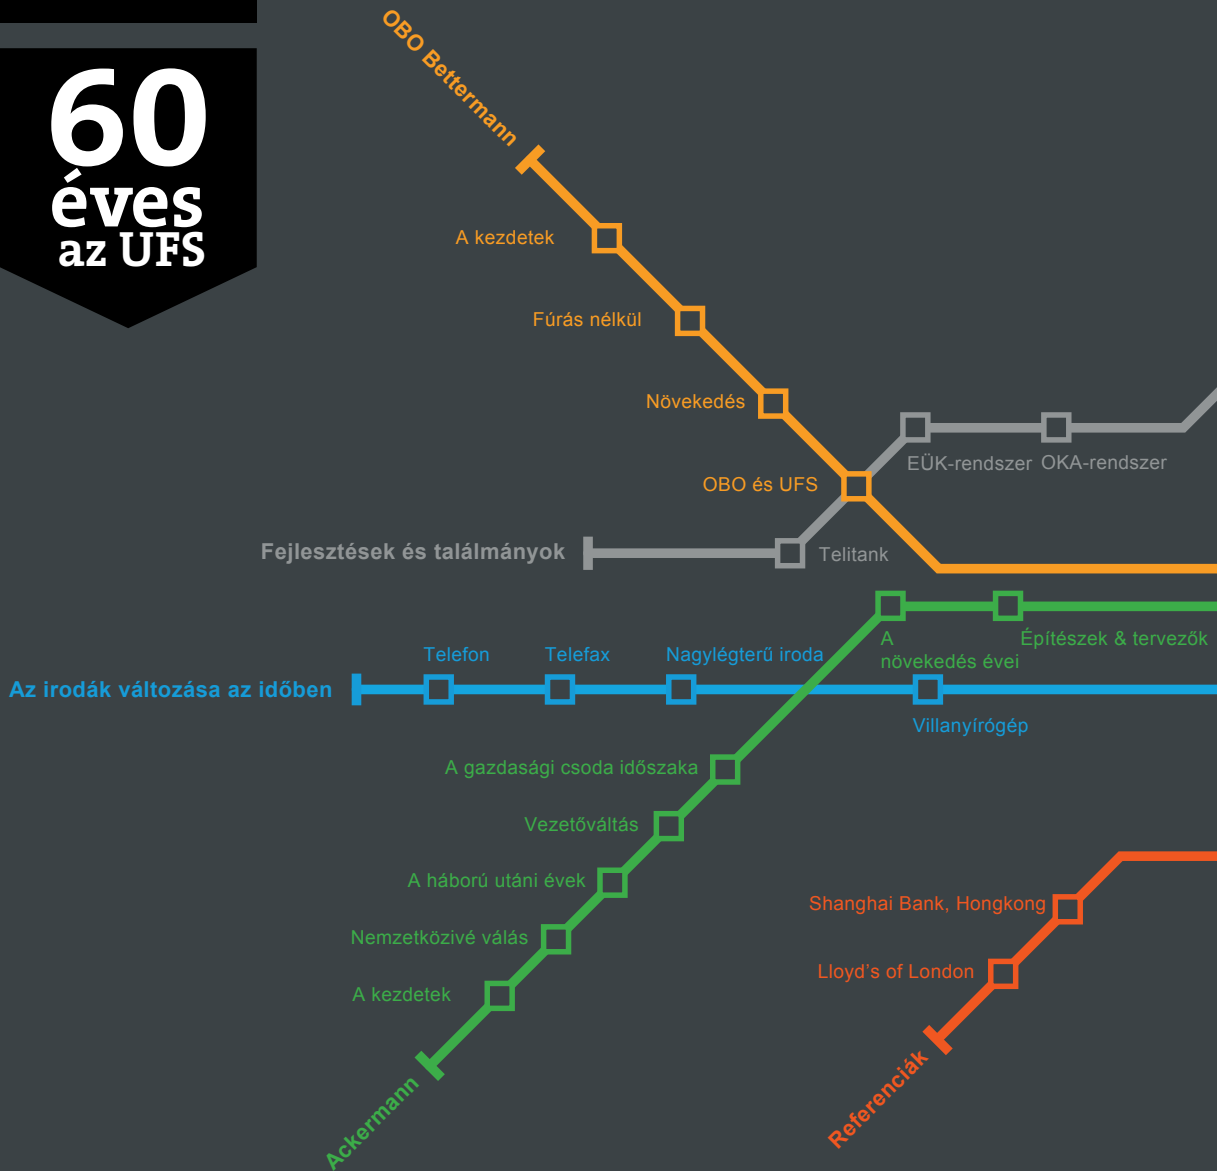 60
éves
az UFS
OBO Bettermann
A kezdetek
Fúrás nélkül
Növekedés
OBO és UFS
EÜK-rendszer
OKA-rendszer
Fejlesztések és találmányok
Telitank
A
növekedés évei
Építészek & tervezők
Telefon
Telefax
Nagylégterű iroda
Az irodák változása az időben
Villanyírógép
A gazdasági csoda időszaka
Vezetőváltás
A háború utáni évek
Nemzetközivé válás
A kezdetek
Ackermann
Shanghai Bank, Hongkong
Lloyd's of London
Referenciák